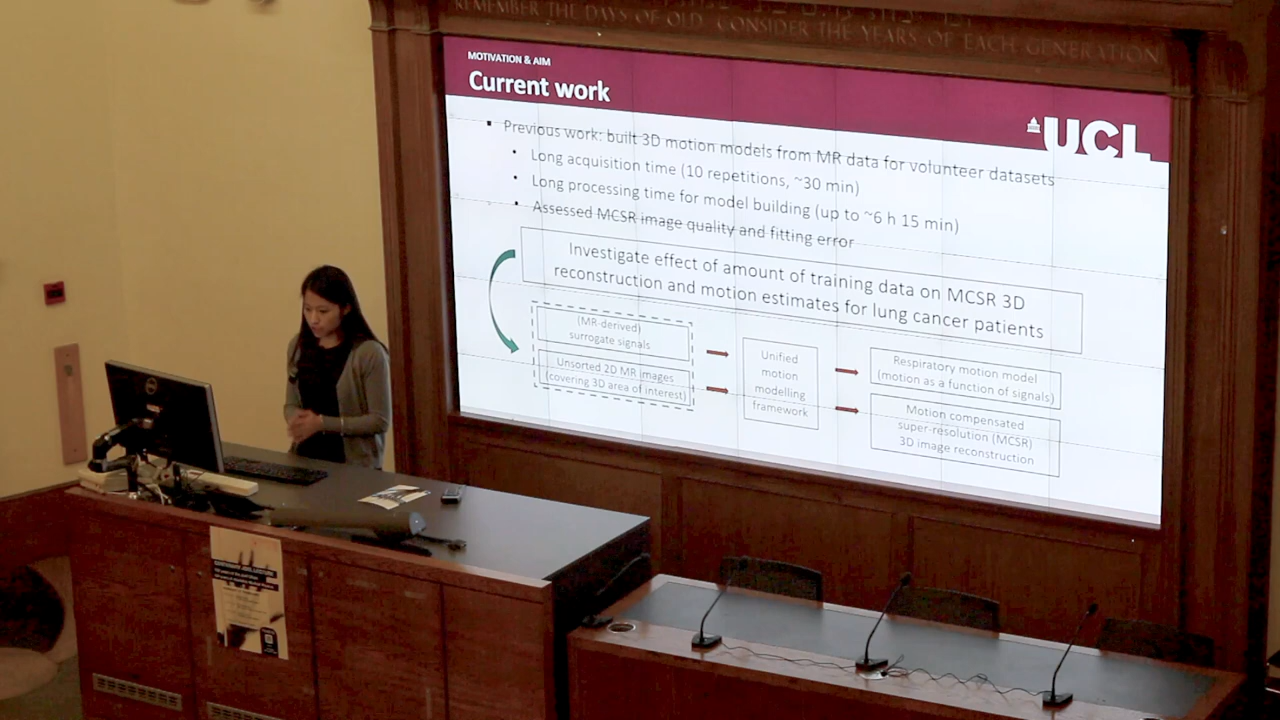 REMEMBER THE DAYS OF OLD, CONSIDER THE YEARS OF EACH GENERATION
MOTIVATION & AIM
Current work
UCL
▪ Previous work: built 3D motion models from MR data for volunteer datasets
• Long acquisition time (10 repetitions, ~30 min)
• Long processing time for model building (up to ~6 h 15 min)
• Assessed MCSR image quality and fitting error
Investigate effect of amount of training data on MCSR 3D
reconstruction and motion estimates for lung cancer patients
(MR-derived)
surrogate signals
Unsorted 2D MR images
(covering 3D area of interest)
Unified
motion
modelling
framework
Respiratory motion model
(motion as a function of signals)
Motion compensated
super-resolution (MCSR)
3D image reconstruction
DELL